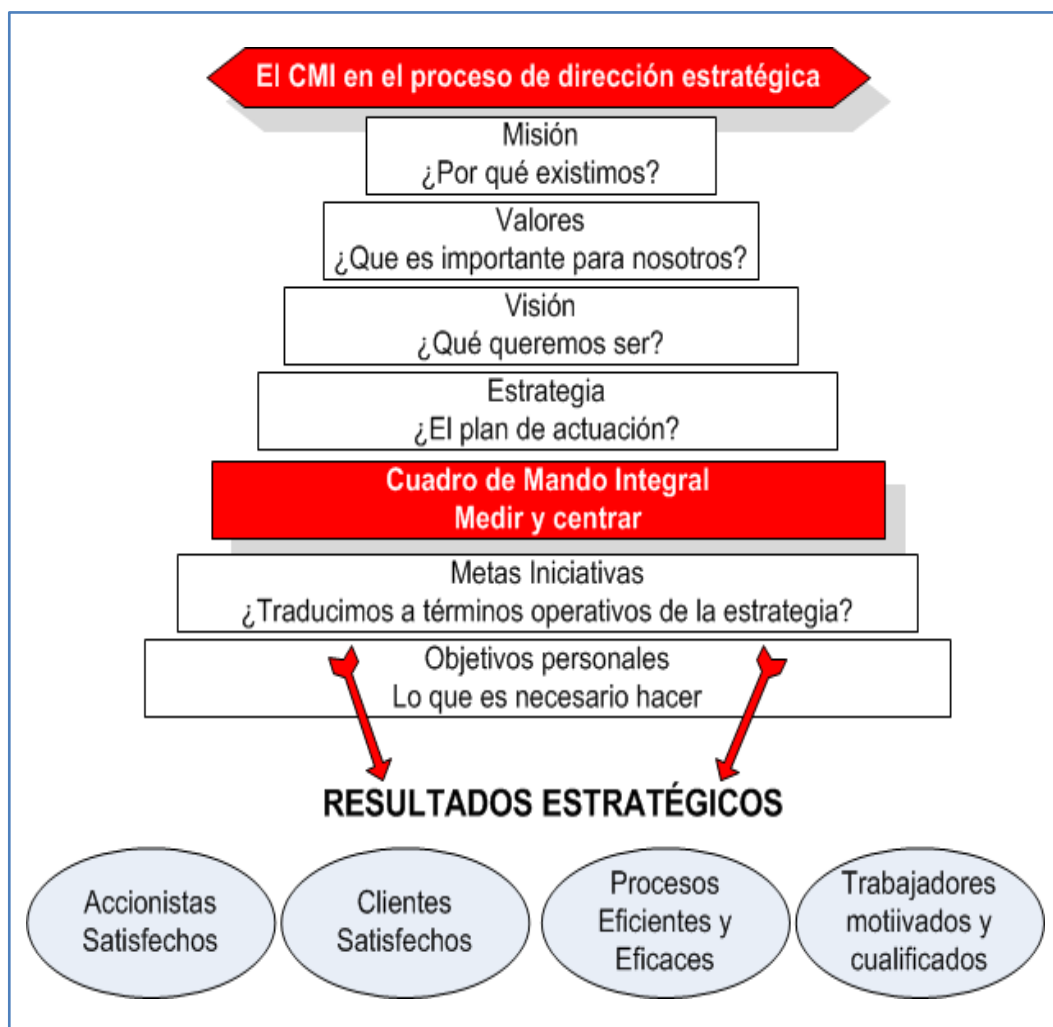 El CMI en el proceso de dirección estratégica
Misión
¿Por qué existimos?
Valores
¿Que es importante para nosotros?
Visión
¿Qué queremos ser?
Estrategia
¿El plan de actuación?
Cuadro de Mando Integral
Medir y centrar
Metas Iniciativas
¿Traducimos a términos operativos de la estrategia?
Objetivos personales
Lo que es necesario hacer
RESULTADOS ESTRATÉGICOS
Accionistas
Satisfechos
Clientes
Satisfechos
Procesos
Eficientes y
Eficaces
Trabajadores
motiivados y
cualificados